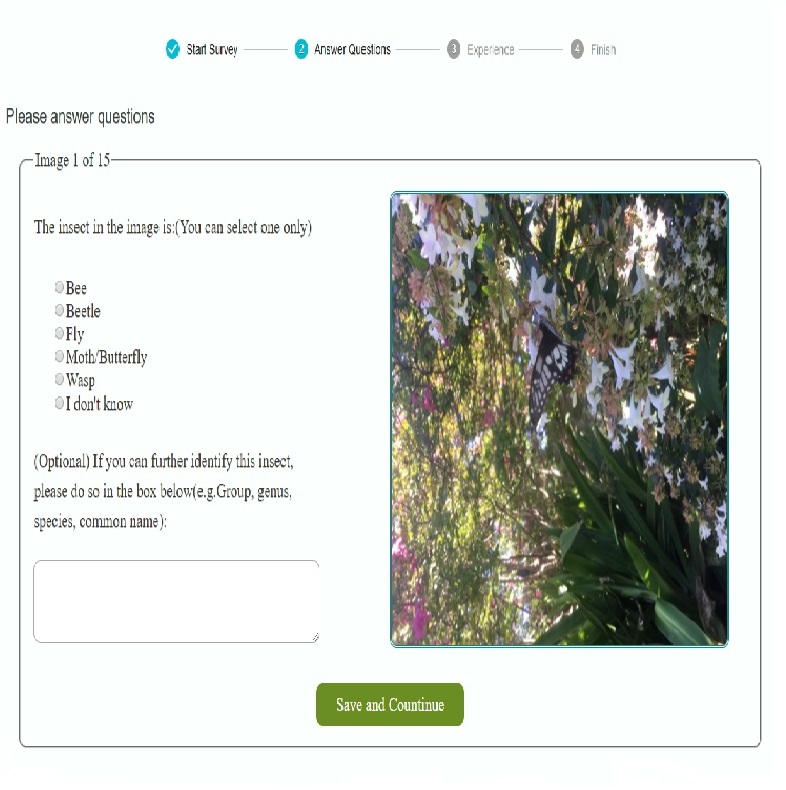 Start Survey 2 Answer Questions 3 Experience 4 Finish
Please answer questions
Image 1 of 15
The insect in the image is:(You can select one only)
Bee
Beetle
Fly
Moth/Butterfly
Wasp
I don't know
(Optional) If you can further identify this insect,
please do so in the box below(e.g.Group, genus,
species, common name):
Save and Countinue